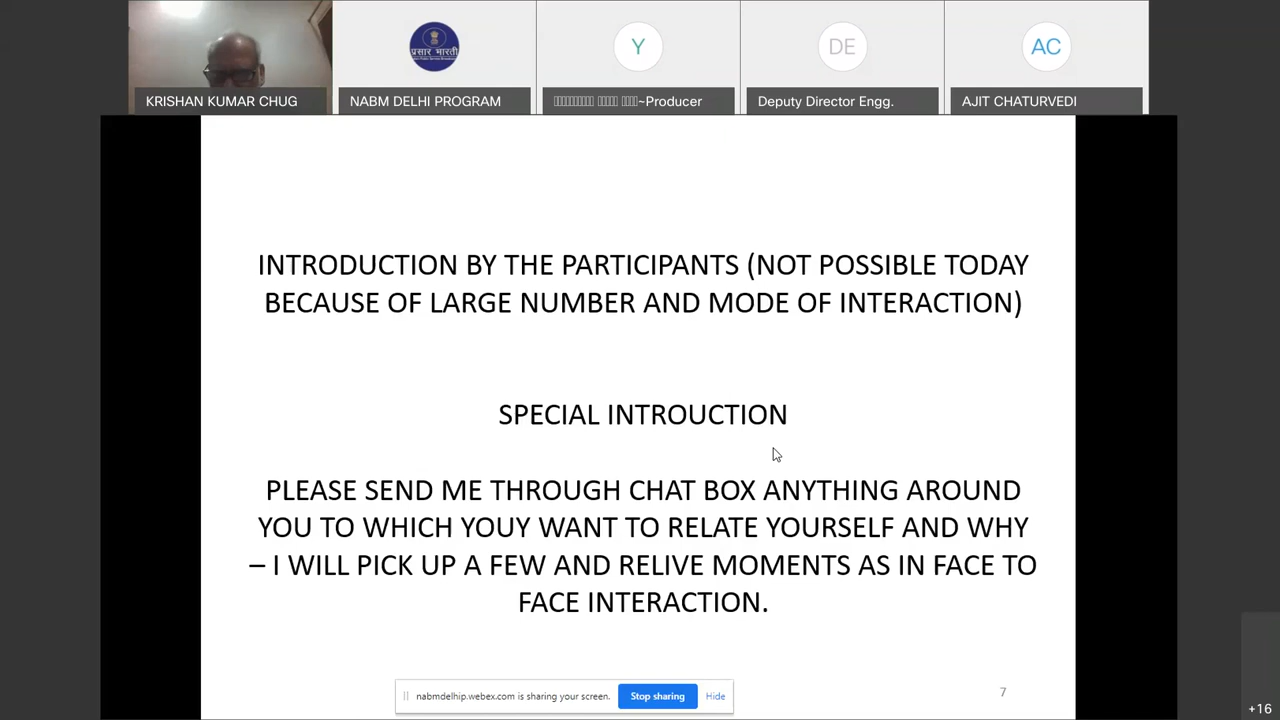 KRISHAN KUMAR CHUG
NABM DELHI PROGRAM
~Producer
Deputy Director Engg.
AJIT CHATURVEDI
प्रसार भारती
Y
DE
AC
INTRODUCTION BY THE PARTICIPANTS (NOT POSSIBLE TODAY
BECAUSE OF LARGE NUMBER AND MODE OF INTERACTION)
SPECIAL INTROUCTION
PLEASE SEND ME THROUGH CHAT BOX ANYTHING AROUND
YOU TO WHICH YOUY WANT TO RELATE YOURSELF AND WHY
– I WILL PICK UP A FEW AND RELIVE MOMENTS AS IN FACE TO
FACE INTERACTION.
nabmdelhip.webex.com is sharing your screen.
Stop sharing
Hide
7
+16